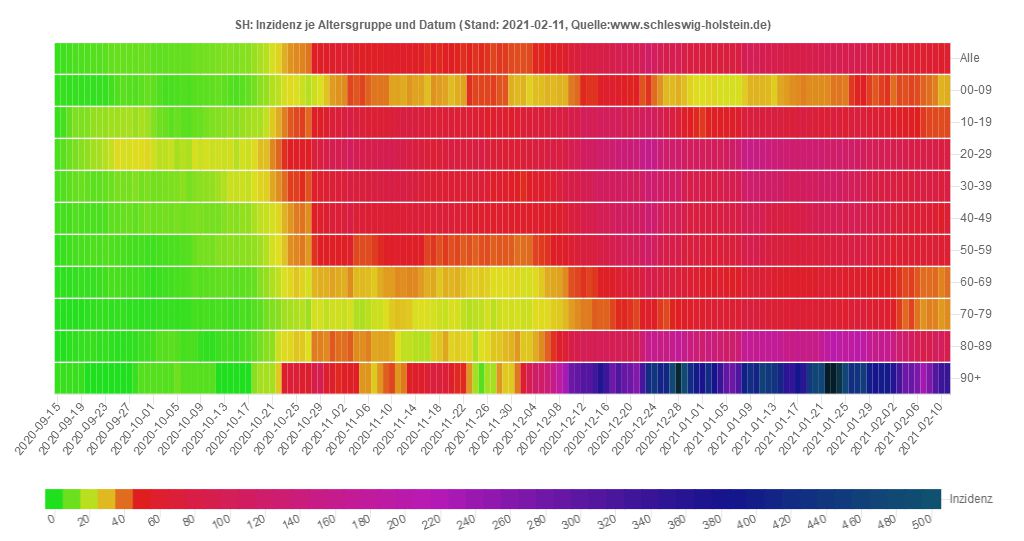 SH: Inzidenz je Altersgruppe und Datum (Stand: 2021-02-11, Quelle:www.schleswig-holstein.de)
Alle
00-09
10-19
20-29
30-39
40-49
50-59
60-69
70-79
80-89
90+
2020-09-15 2020-09-19 2020-09-23 2020-09-27 2020-10-01 2020-10-05 2020-10-09 2020-10-13 2020-10-17 2020-10-21 2020-10-25 2020-10-29 2020-11-02 2020-11-06 2020-11-10 2020-11-14 2020-11-18 2020-11-22 2020-11-26 2020-11-30 2020-12-04 2020-12-08 2020-12-12 2020-12-16 2020-12-20 2020-12-24 2020-12-28 2021-01-01 2021-01-05 2021-01-09 2021-01-13 2021-01-17 2021-01-21 2021-01-25 2021-01-29 2021-02-02 2021-02-06 2021-02-10
Inzidenz
0 20 40 60 80 100 120 140 160 180 200 220 240 260 280 300 320 340 360 380 400 420 440 460 480 500